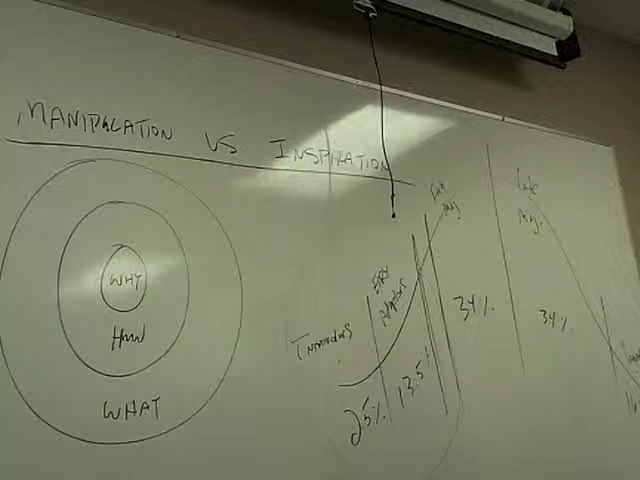 MANIPULATION VS INSPIRATION
WHY
HOW
WHAT
Innovators
Early
Adopters
Early
Maj.
Late
Maj.
2.5%
13.5%
34%
34%